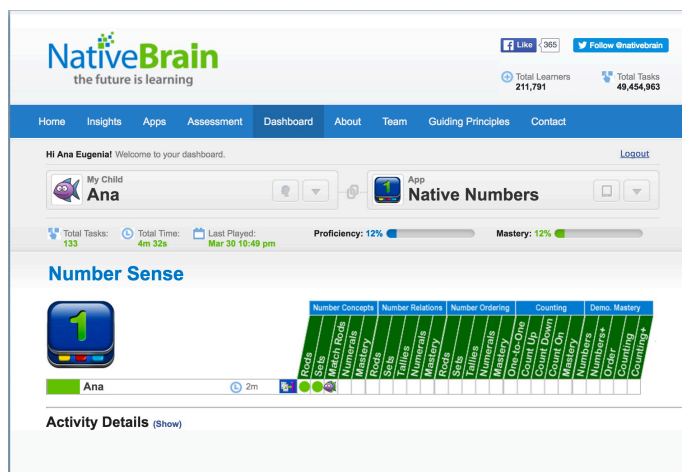 NativeBrain
the future is learning
Like 365
Follow @nativebrain
Total Learners
211,791
Total Tasks
49,454,963
Home Insights Apps Assessment Dashboard About Team Guiding Principles Contact
Hi Ana Eugenia! Welcome to your dashboard.
Logout
My Child
Ana
App
Native Numbers
Total Tasks:
133
Total Time:
4m 32s
Last Played:
Mar 30 10:49 pm
Proficiency: 12%
Mastery: 12%
Number Sense
1
Number Concepts Number Relations Number Ordering Counting Demo. Mastery
Rods
Sets
Match Rods
Numerals
Mastery
Rods
Sets
Tallies
Numerals
Mastery
Rods
Sets
Tallies
Numerals
Mastery
One-to-One
Count Up
Count Down
Count On
Mastery
Numbers
Numbers+
Order
Counting
Counting+
Ana
2m
Activity Details (Show)